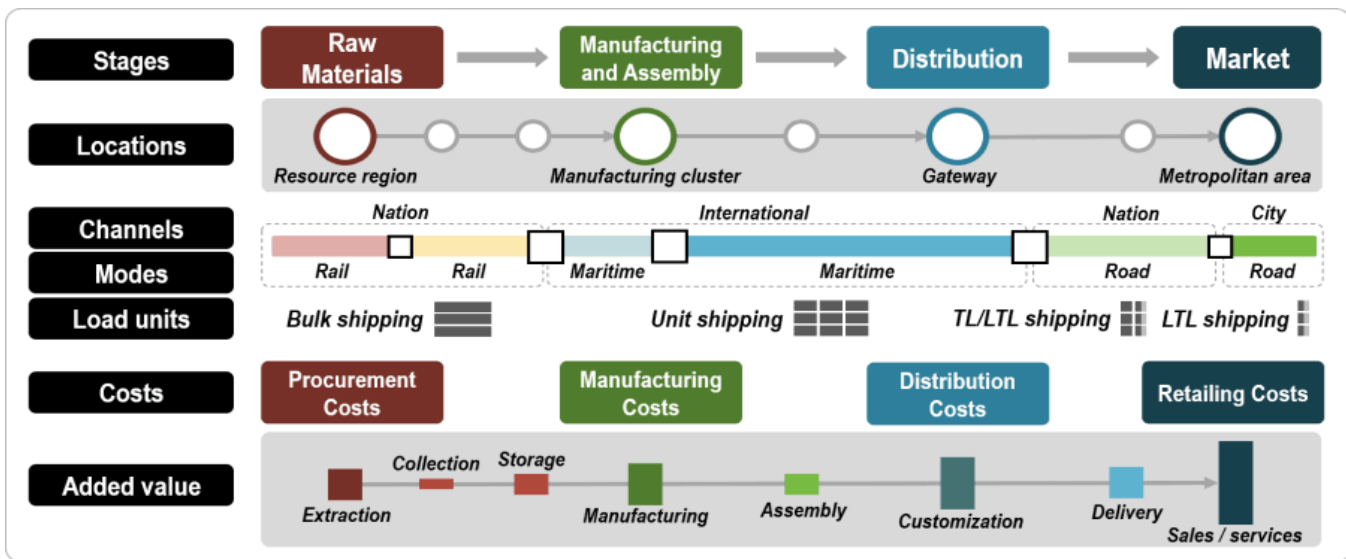 Stages
Raw
Materials
Manufacturing
and Assembly
Distribution
Market
Locations
Resource region
Manufacturing cluster
Gateway
Metropolitan area
Channels
Nation
International
Nation
City
Modes
Rail
Rail
Maritime
Maritime
Road
Road
Load units
Bulk shipping
Unit shipping
TL/LTL shipping
LTL shipping
Costs
Procurement
Costs
Manufacturing
Costs
Distribution
Costs
Retailing Costs
Added value
Extraction
Collection
Storage
Manufacturing
Assembly
Customization
Delivery
Sales / services